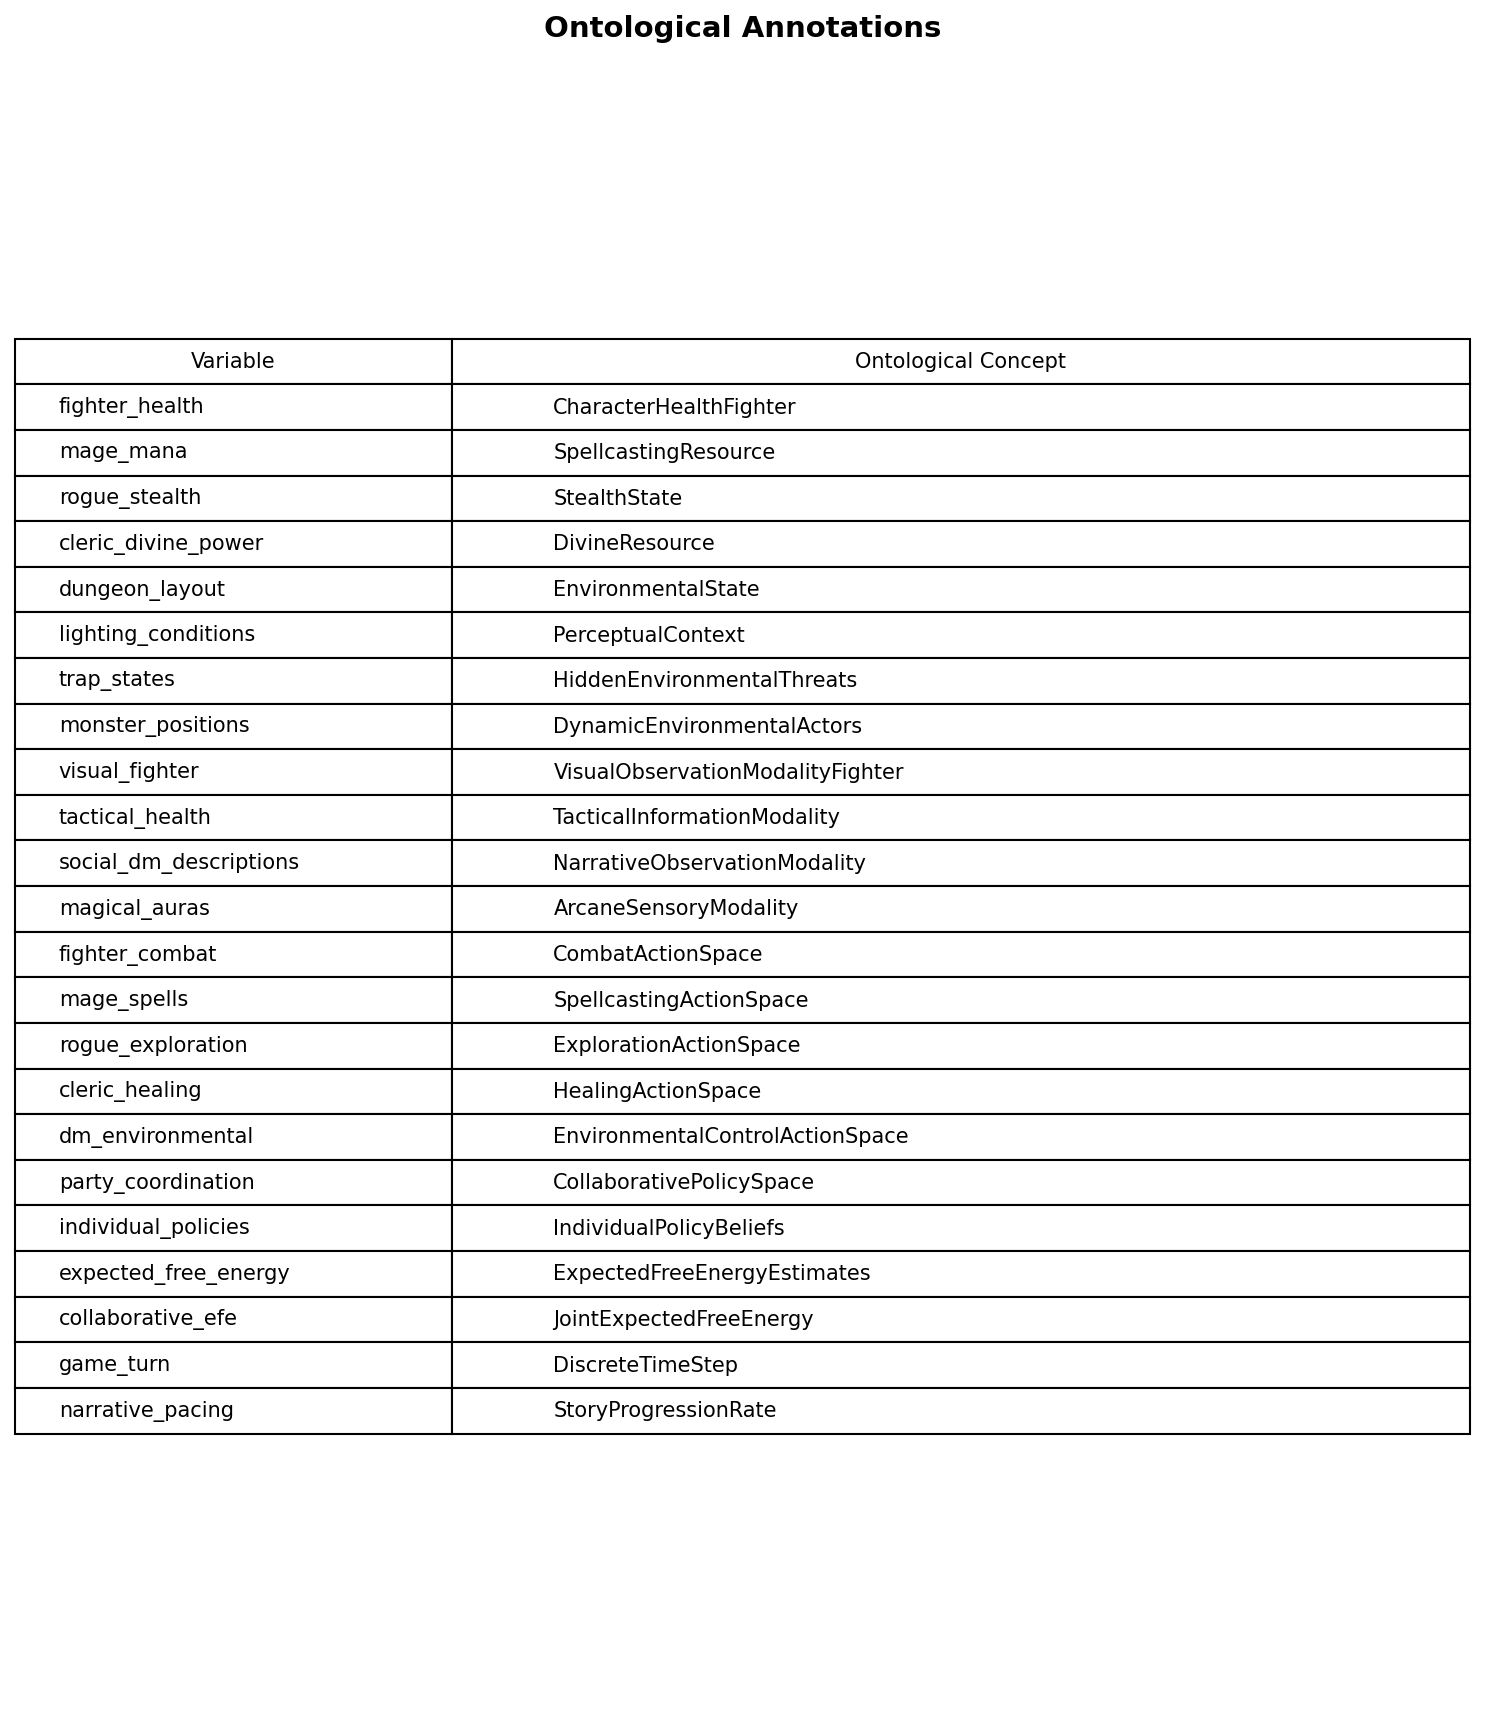 Ontological Annotations
Variable Ontological Concept
fighter_health CharacterHealthFighter
mage_mana SpellcastingResource
rogue_stealth StealthState
cleric_divine_power DivineResource
dungeon_layout EnvironmentalState
lighting_conditions PerceptualContext
trap_states HiddenEnvironmentalThreats
monster_positions DynamicEnvironmentalActors
visual_fighter VisualObservationModalityFighter
tactical_health TacticalInformationModality
social_dm_descriptions NarrativeObservationModality
magical_auras ArcaneSensoryModality
fighter_combat CombatActionSpace
mage_spells SpellcastingActionSpace
rogue_exploration ExplorationActionSpace
cleric_healing HealingActionSpace
dm_environmental EnvironmentalControlActionSpace
party_coordination CollaborativePolicySpace
individual_policies IndividualPolicyBeliefs
expected_free_energy ExpectedFreeEnergyEstimates
collaborative_efe JointExpectedFreeEnergy
game_turn DiscreteTimeStep
narrative_pacing StoryProgressionRate